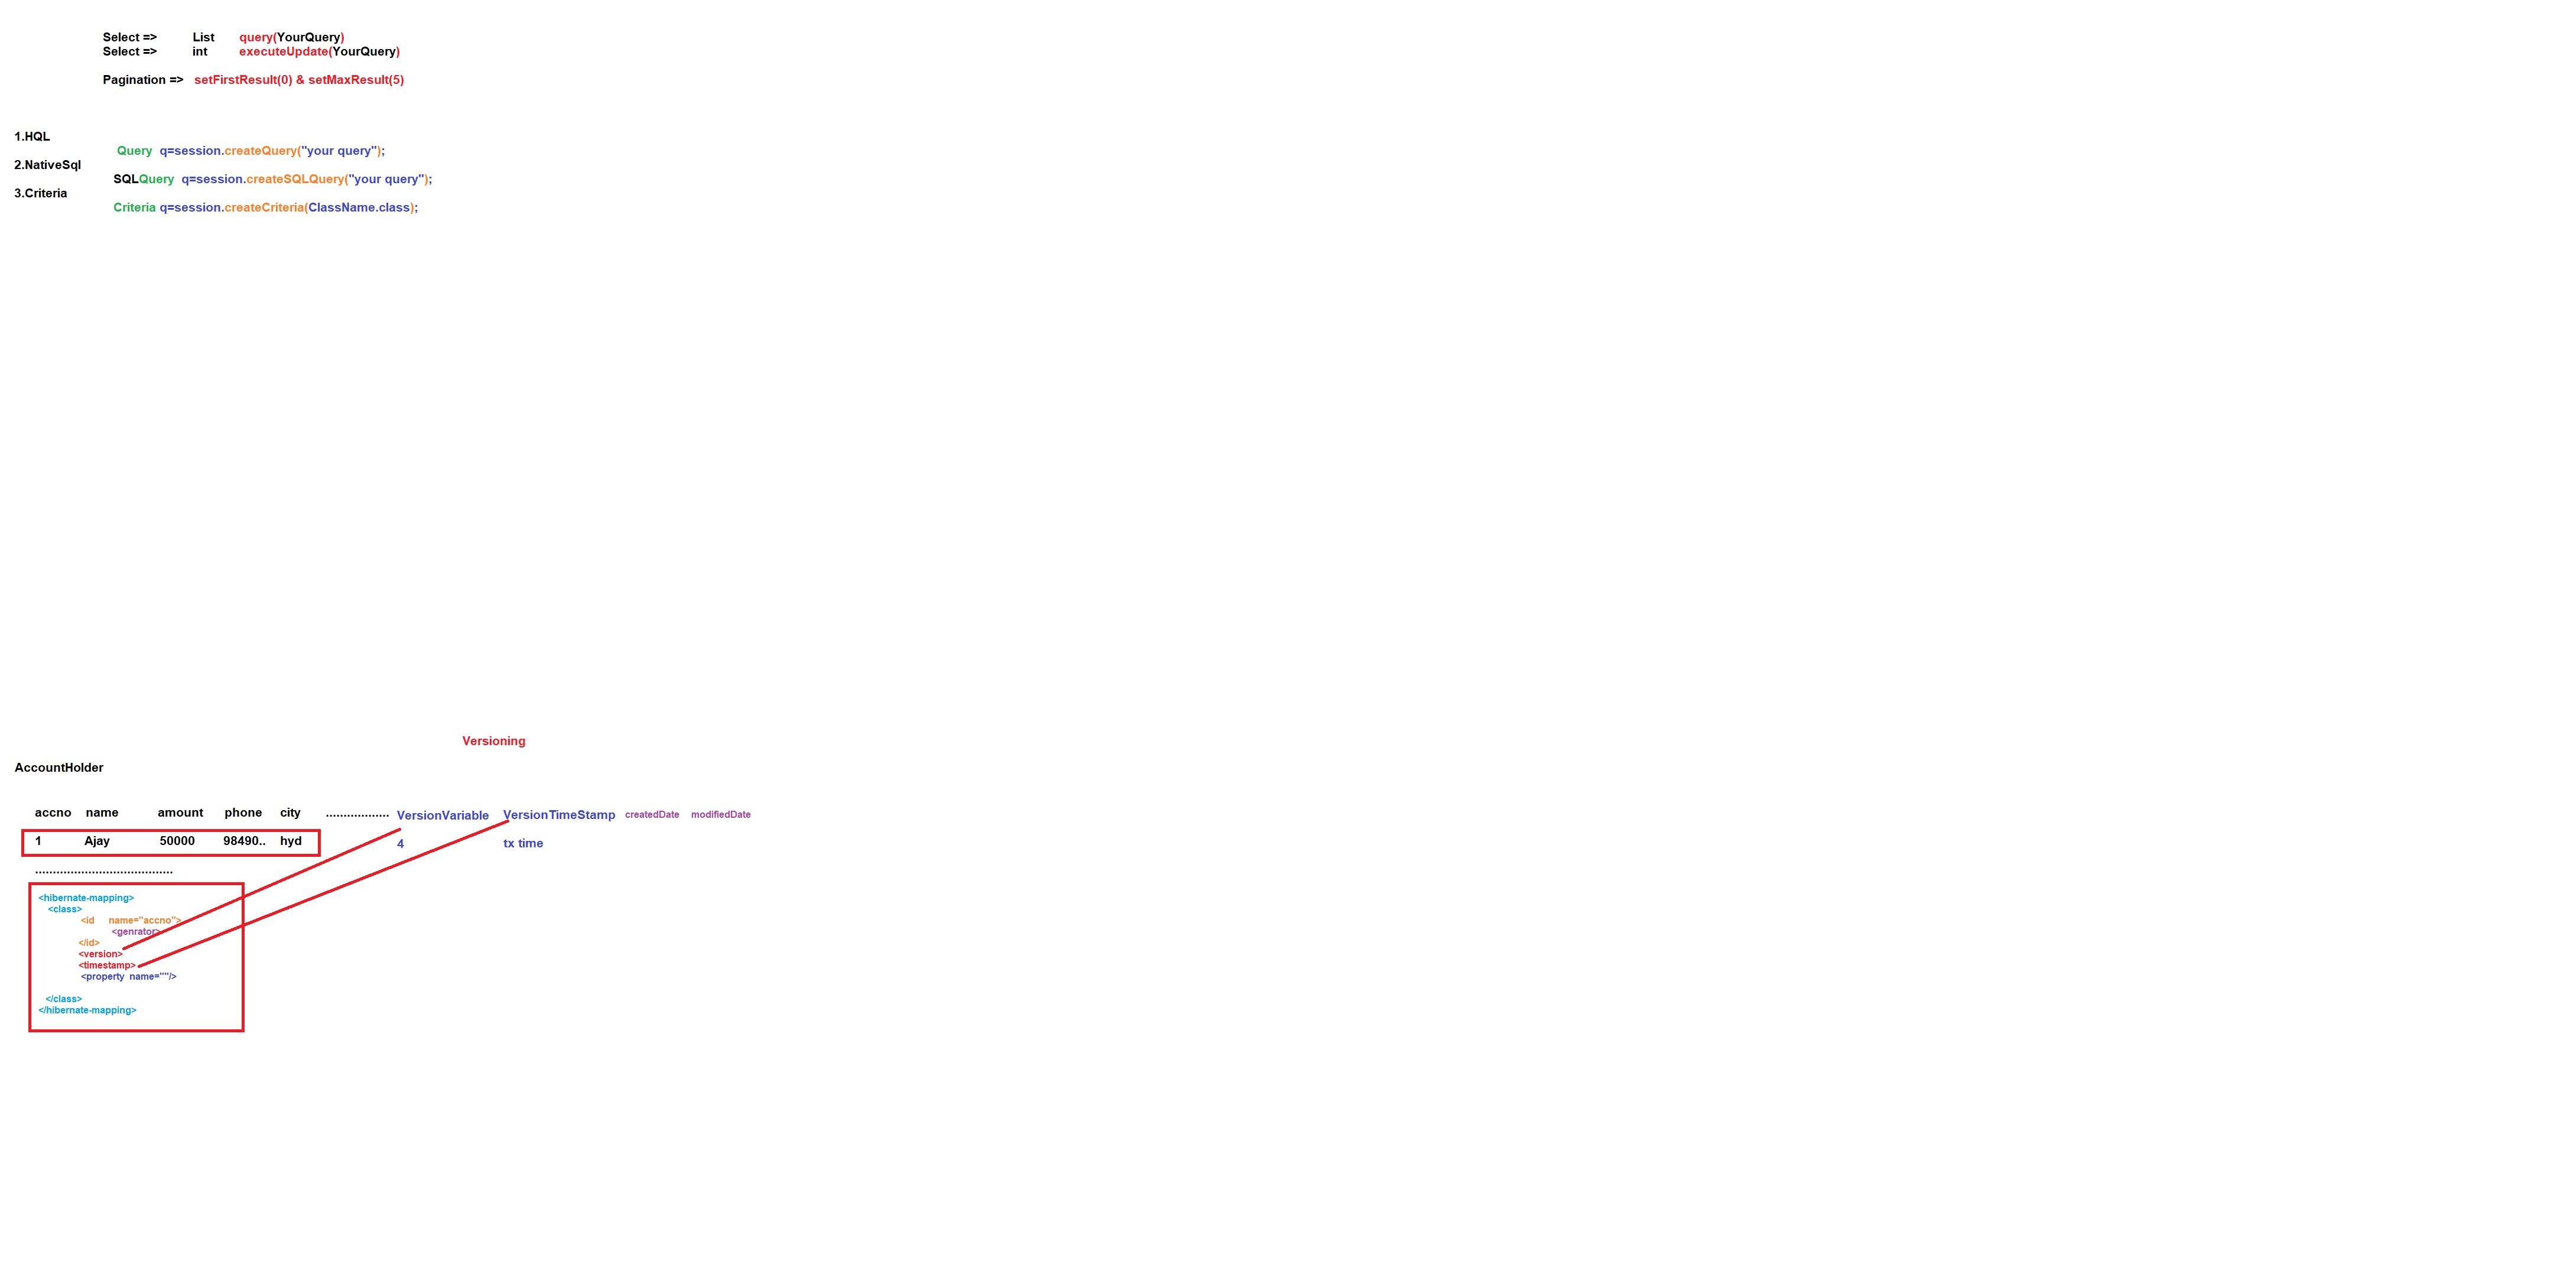 Select => List query(YourQuery)
Select => int executeUpdate(YourQuery)
Pagination => setFirstResult(0) & setMaxResult(5)
1.HQL
Query q=session.createQuery("your query");
2.NativeSql
SQLQuery q=session.createSQLQuery("your query");
3.Criteria
Criteria q=session.createCriteria(ClassName.class);
Versioning
AccountHolder
accno name amount phone city .................. VersionVariable VersionTimeStamp createdDate modifiedDate
1 Ajay 50000 98490.. hyd 4 tx time
.......................................
<hibernate-mapping>
<class>
<id name="accno">
<genrator>
</id>
<version>
<timestamp>
<property name=""/>
</class>
</hibernate-mapping>